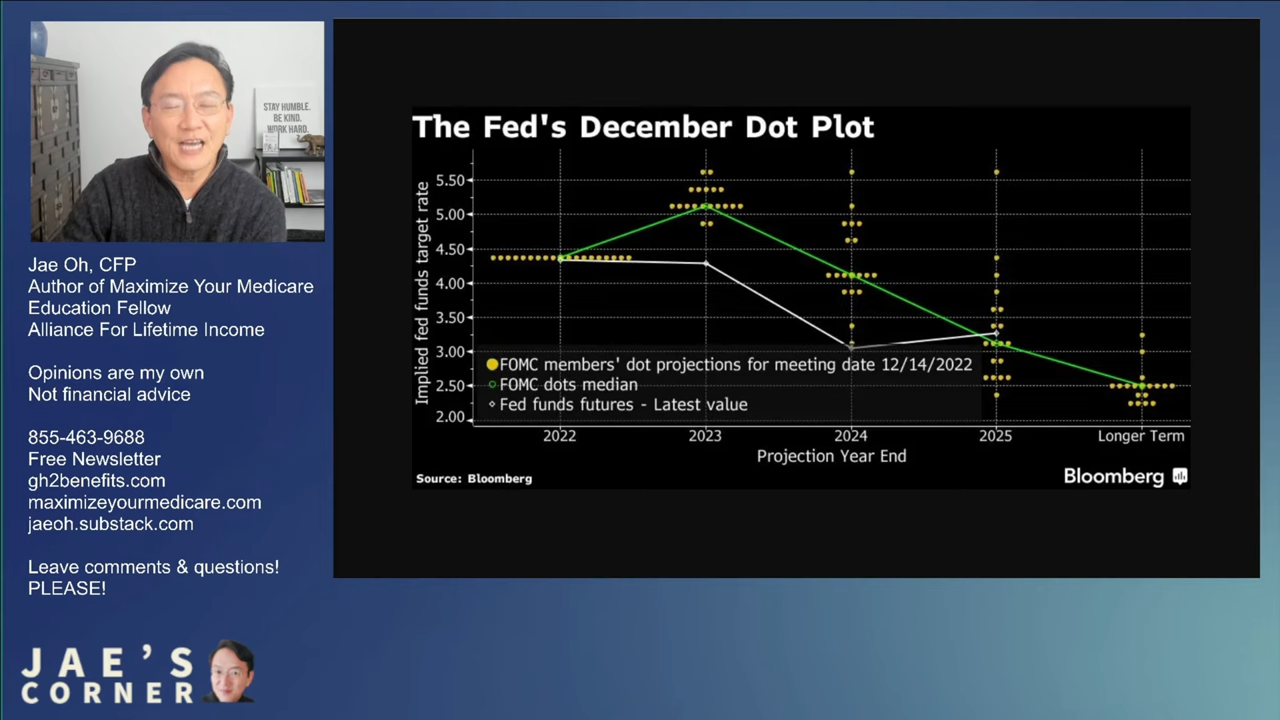 STAY HUMBLE.
BE KIND.
WORK HARD.
Jae Oh, CFP
Author of Maximize Your Medicare
Education Fellow
Alliance For Lifetime Income
Opinions are my own
Not financial advice
855-463-9688
Free Newsletter
gh2benefits.com
maximizeyourmedicare.com
jaeoh.substack.com
Leave comments & questions!
PLEASE!
JAE'S
CORNER
The Fed's December Dot Plot
Implied fed funds target rate
5.50
5.00
4.50
4.00
3.50
3.00
2.50
2.00
FOMC members' dot projections for meeting date 12/14/2022
FOMC dots median
Fed funds futures - Latest value
2022 2023 2024 2025 Longer Term
Projection Year End
Source: Bloomberg
Bloomberg